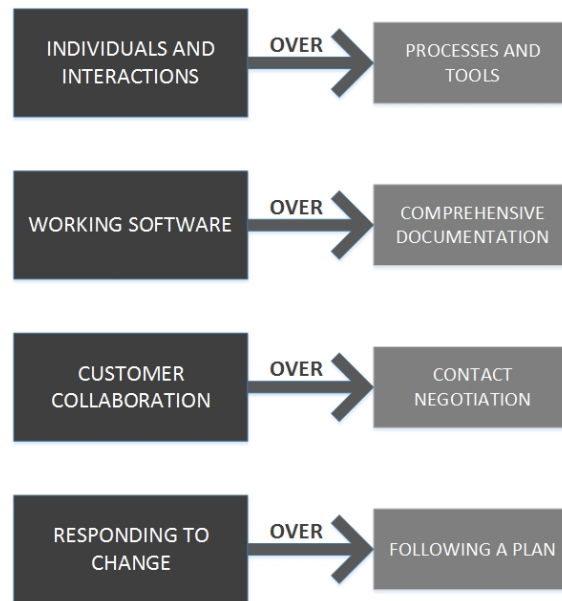 INDIVIDUALS AND
INTERACTIONS
OVER
PROCESSES AND
TOOLS
WORKING SOFTWARE
OVER
COMPREHENSIVE
DOCUMENTATION
CUSTOMER
COLLABORATION
OVER
CONTACT
NEGOTIATION
RESPONDING TO
CHANGE
OVER
FOLLOWING A PLAN